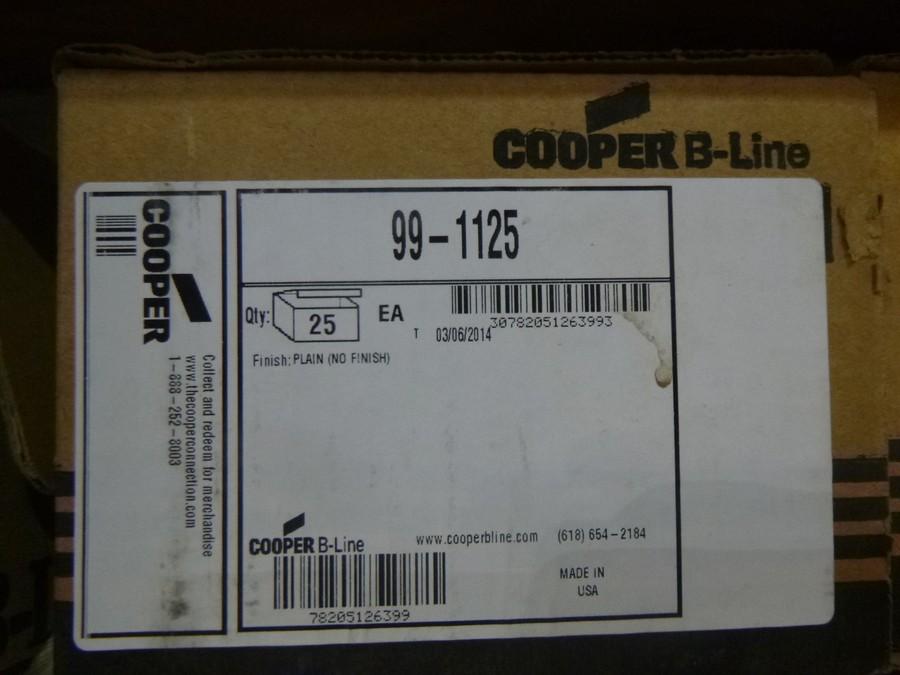 COOPER B-Line
COOPER
Collect and redeem for merchandise
www.thecooperconnection.com
1-888-252-8003
99-1125
Qty: 25 EA
30782051263993
T 03/06/2014
Finish: PLAIN (NO FINISH)
COOPER B-Line
www.cooperbline.com (618) 654-2184
78205126399
MADE IN
USA